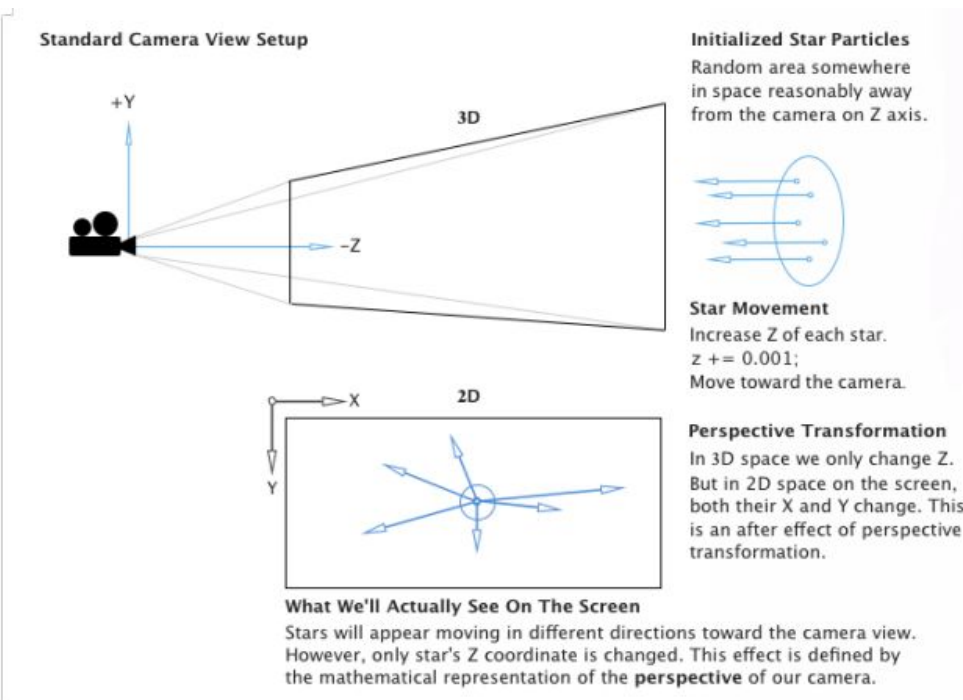 Standard Camera View Setup
+Y
3D
-Z
Initialized Star Particles
Random area somewhere
in space reasonably away
from the camera on Z axis.
Star Movement
Increase Z of each star.
z += 0.001;
Move toward the camera.
X
2D
Y
Perspective Transformation
In 3D space we only change Z.
But in 2D space on the screen,
both their X and Y change. This
is an after effect of perspective
transformation.
What We'll Actually See On The Screen
Stars will appear moving in different directions toward the camera view.
However, only star's Z coordinate is changed. This effect is defined by
the mathematical representation of the perspective of our camera.